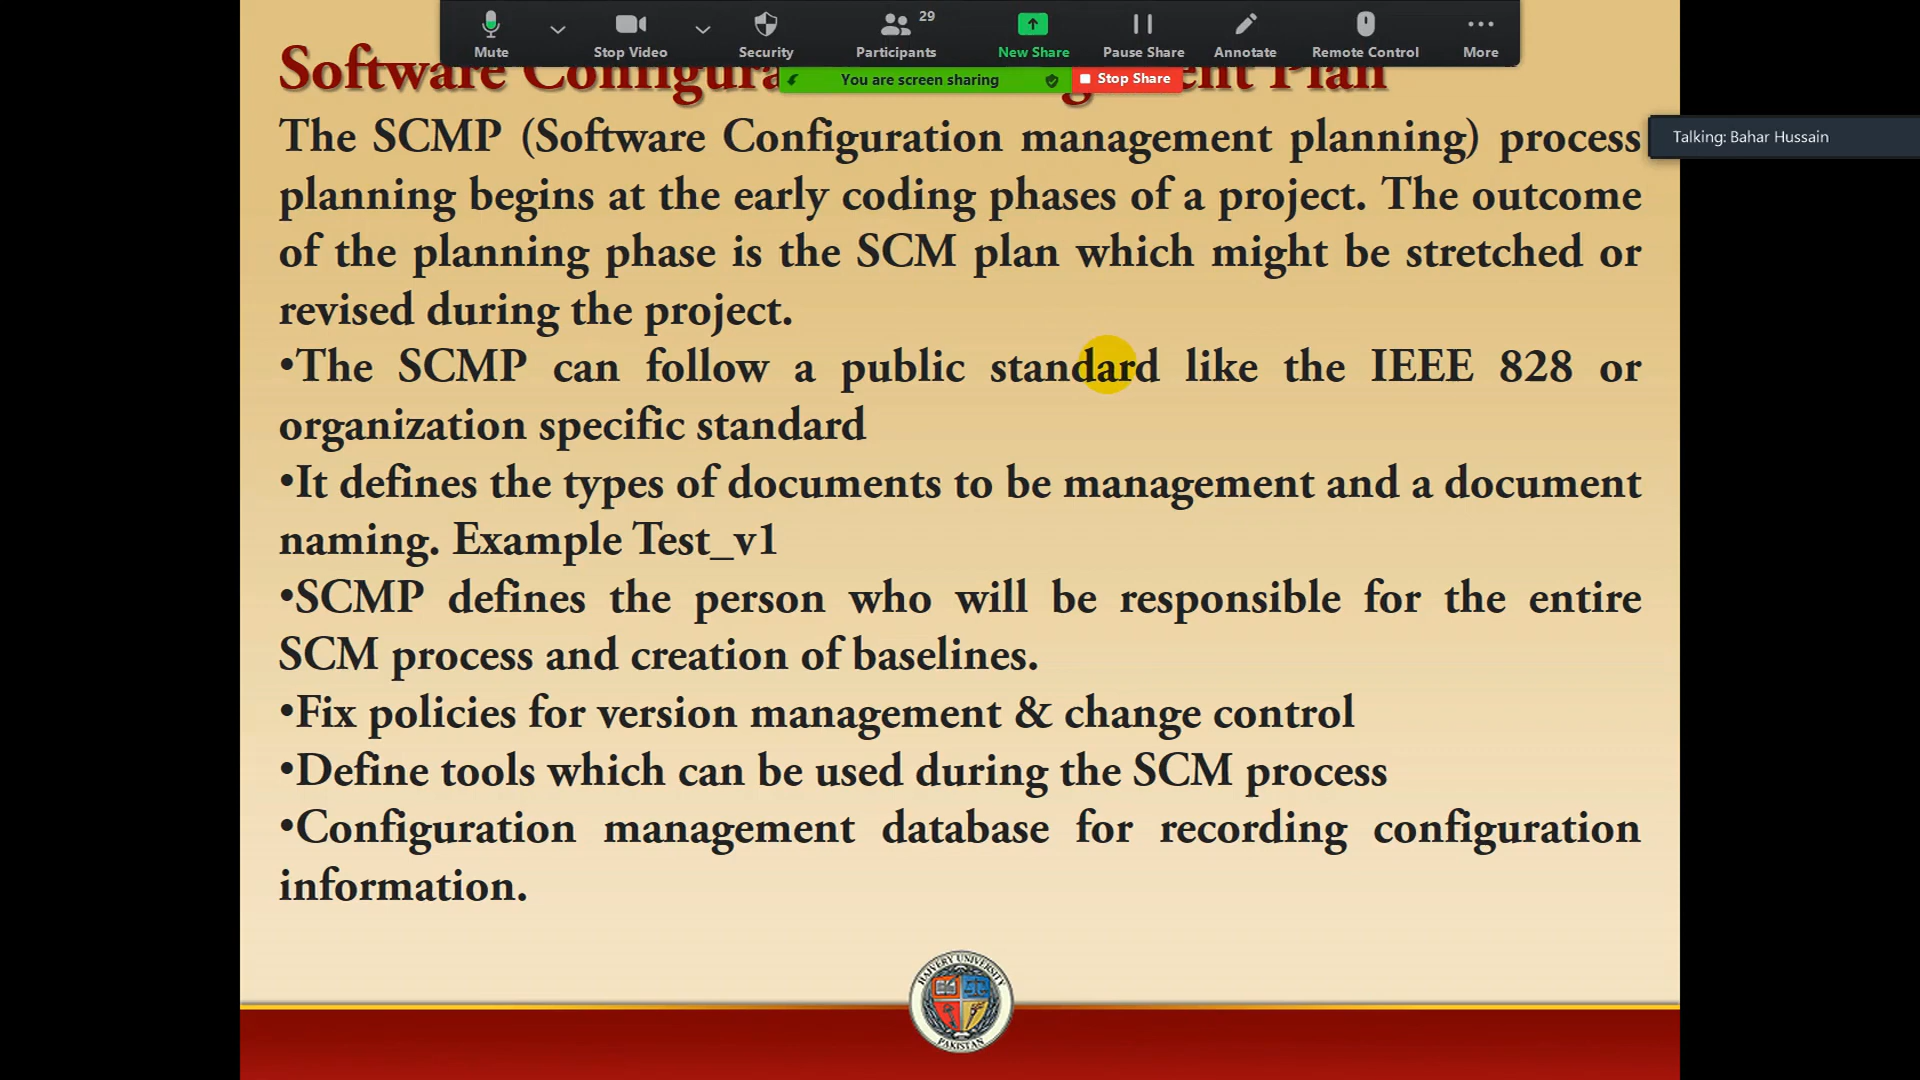 29
Mute
Stop Video
Security
Participants
New Share
Pause Share
Annotate
Remote Control
More
You are screen sharing
Stop Share
Talking: Bahar Hussain
Software Plan
The SCMP (Software Configuration management planning) process
planning begins at the early coding phases of a project. The outcome
of the planning phase is the SCM plan which might be stretched or
revised during the project.
•The SCMP can follow a public standard like the IEEE 828 or
organization specific standard
•It defines the types of documents to be management and a document
naming. Example Test_v1
•SCMP defines the person who will be responsible for the entire
SCM process and creation of baselines.
•Fix policies for version management & change control
•Define tools which can be used during the SCM process
•Configuration management database for recording configuration
information.
UNIVERSITY
PAKISTAN